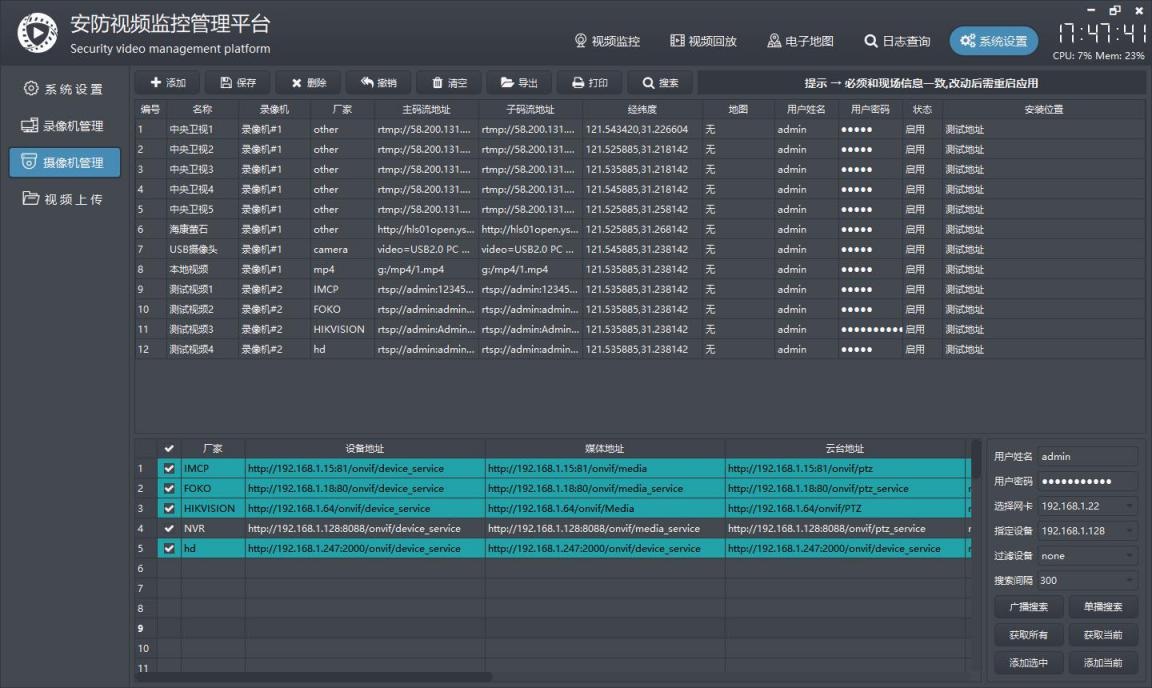 安防视频监控管理平台
Security video management platform
视频监控 视频回放 电子地图 日志查询 系统设置
17:47:41
CPU: 7% Mem: 23%
系统设置
录像机管理
摄像机管理
视频上传
添加 保存 删除 撤销 清空 导出 打印 搜索 提示 → 必须和现场信息一致,改动后需重启应用
编号 名称 录像机 厂家 主码流地址 子码流地址 经纬度 地图 用户姓名 用户密码 状态 安装位置
1 中央卫视1 录像机#1 other rtmp://58.200.131.... rtmp://58.200.131.... 121.543420,31.226604 无 admin ●●●●● 启用 测试地址
2 中央卫视2 录像机#1 other rtmp://58.200.131.... rtmp://58.200.131.... 121.525885,31.218142 无 admin ●●●●● 启用 测试地址
3 中央卫视3 录像机#1 other rtmp://58.200.131.... rtmp://58.200.131.... 121.535885,31.218142 无 admin ●●●●● 启用 测试地址
4 中央卫视4 录像机#1 other rtmp://58.200.131.... rtmp://58.200.131.... 121.545885,31.218142 无 admin ●●●●● 启用 测试地址
5 中央卫视5 录像机#1 other rtmp://58.200.131.... rtmp://58.200.131.... 121.535885,31.258142 无 admin ●●●●● 启用 测试地址
6 海康萤石 录像机#1 other http://hls01open.ys... http://hls01open.ys... 121.525885,31.268142 无 admin ●●●●● 启用 测试地址
7 USB摄像头 录像机#1 camera video=USB2.0 PC ... video=USB2.0 PC ... 121.545885,31.238142 无 admin ●●●●● 启用 测试地址
8 本地视频 录像机#1 mp4 g:/mp4/1.mp4 g:/mp4/1.mp4 121.535885,31.238142 无 admin ●●●●● 启用 测试地址
9 测试视频1 录像机#2 IMCP rtsp://admin:12345... rtsp://admin:12345... 121.535885,31.238142 无 admin ●●●●● 启用 测试地址
10 测试视频2 录像机#2 FOKO rtsp://admin:admin... rtsp://admin:admin... 121.535885,31.238142 无 admin ●●●●● 启用 测试地址
11 测试视频3 录像机#2 HIKVISION rtsp://admin:Admin... rtsp://admin:Admin... 121.535885,31.238142 无 admin ●●●●●●●●●● 启用 测试地址
12 测试视频4 录像机#2 hd rtsp://admin:admin... rtsp://admin:admin... 121.535885,31.238142 无 admin ●●●●● 启用 测试地址
厂家 设备地址 媒体地址 云台地址
1 IMCP http://192.168.1.15:81/onvif/device_service http://192.168.1.15:81/onvif/media http://192.168.1.15:81/onvif/ptz
2 FOKO http://192.168.1.18:80/onvif/device_service http://192.168.1.18:80/onvif/media_service http://192.168.1.18:80/onvif/ptz_service
3 HIKVISION http://192.168.1.64/onvif/device_service http://192.168.1.64/onvif/Media http://192.168.1.64/onvif/PTZ
4 NVR http://192.168.1.128:8088/onvif/device_service http://192.168.1.128:8088/onvif/media_service http://192.168.1.128:8088/onvif/ptz_service
5 hd http://192.168.1.247:2000/onvif/device_service http://192.168.1.247:2000/onvif/device_service http://192.168.1.247:2000/onvif/device_service
6
7
8
9
10
11
用户姓名 admin
用户密码 ●●●●●●●●●●●
选择网卡 192.168.1.22
指定设备 192.168.1.128
过滤设备 none
搜索间隔 300
广播搜索 单播搜索
获取所有 获取当前
添加选中 添加当前